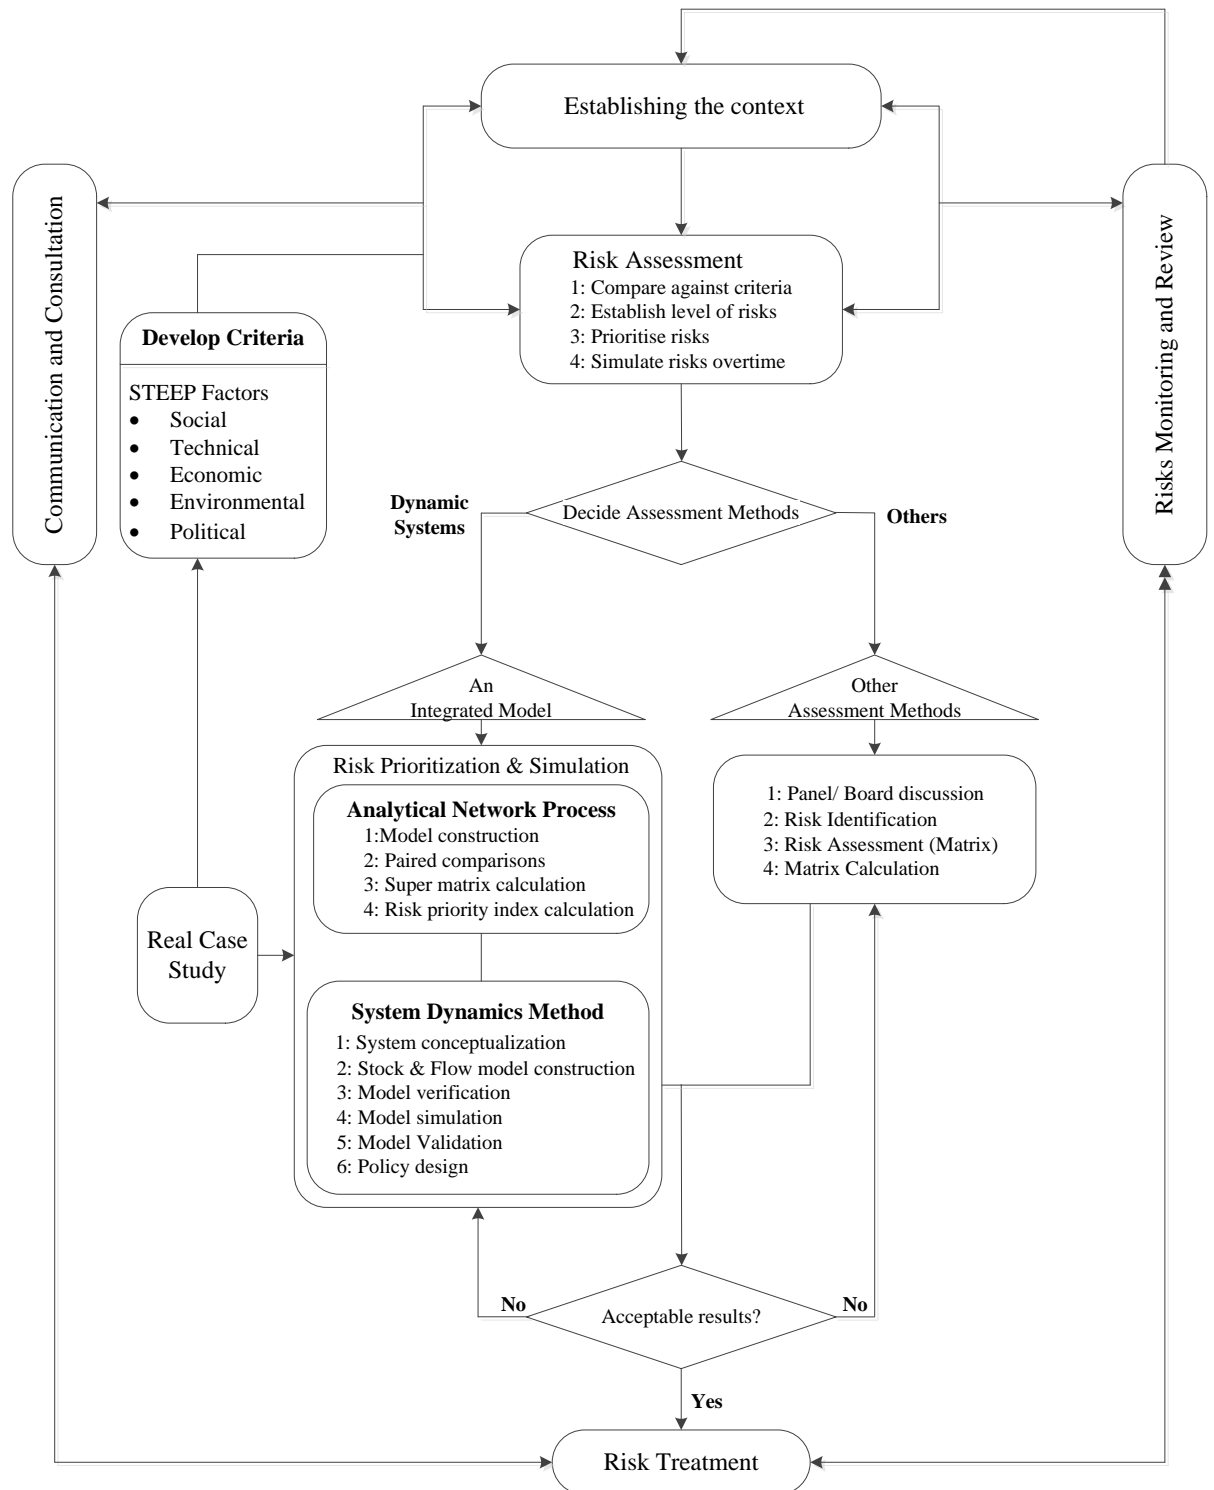 Establishing the context
Communication and Consultation
Risks Monitoring and Review
Risk Assessment
1: Compare against criteria
2: Establish level of risks
3: Prioritise risks
4: Simulate risks overtime
Develop Criteria
STEEP Factors
• Social
• Technical
• Economic
• Environmental
• Political
Dynamic
Systems
Decide Assessment Methods
Others
An
Integrated Model
Other
Assessment Methods
Risk Prioritization & Simulation
Analytical Network Process
1:Model construction
2: Paired comparisons
3: Super matrix calculation
4: Risk priority index calculation
1: Panel/ Board discussion
2: Risk Identification
3: Risk Assessment (Matrix)
4: Matrix Calculation
Real Case
Study
System Dynamics Method
1: System conceptualization
2: Stock & Flow model construction
3: Model verification
4: Model simulation
5: Model Validation
6: Policy design
No
Acceptable results?
No
Yes
Risk Treatment